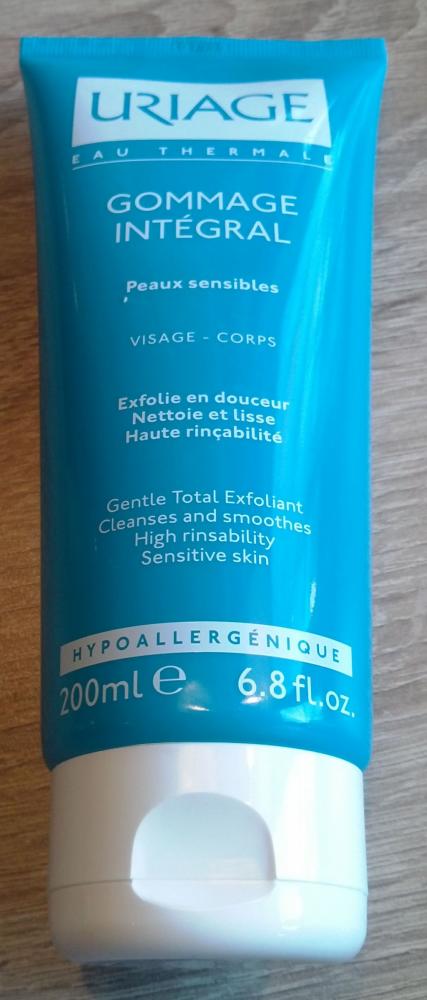 URIAGE
EAU THERMALE
GOMMAGE
INTÉGRAL
Peaux sensibles
VISAGE - CORPS
Exfolie en douceur
Nettoie et lisse
Haute rinçabilité
Gentle Total Exfoliant
Cleanses and smoothes
High rinsability
Sensitive skin
HYPOALLERGÉNIQUE
200ml e 6.8 fl.oz.